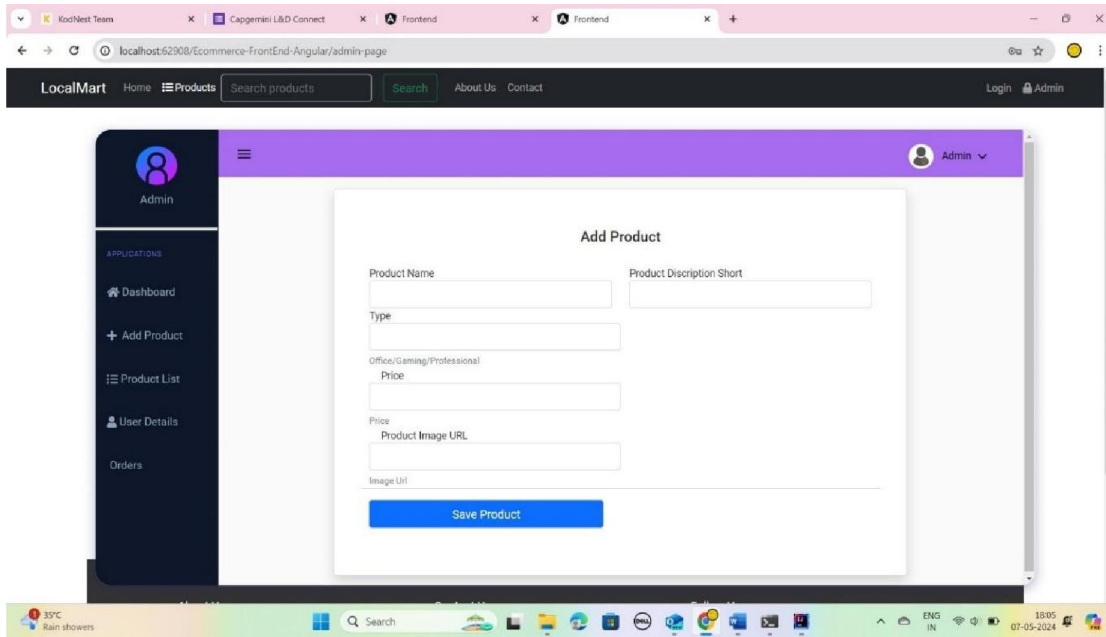 KodNest Team
Capgemini L&D Connect
Frontend
Frontend
localhost:62908/Ecommerce-FrontEnd-Angular/admin-page
LocalMart Home Products Search products Search About Us Contact Login Admin
Admin
Admin
APPLICATIONS
Dashboard
Add Product
Product List
User Details
Orders
Add Product
Product Name Product Discription Short
Type
Office/Gaming/Professional
Price
Price
Product Image URL
Image Url
Save Product
35°C
Rain showers
Search
DELL
ENG
IN
18:05
07-05-2024